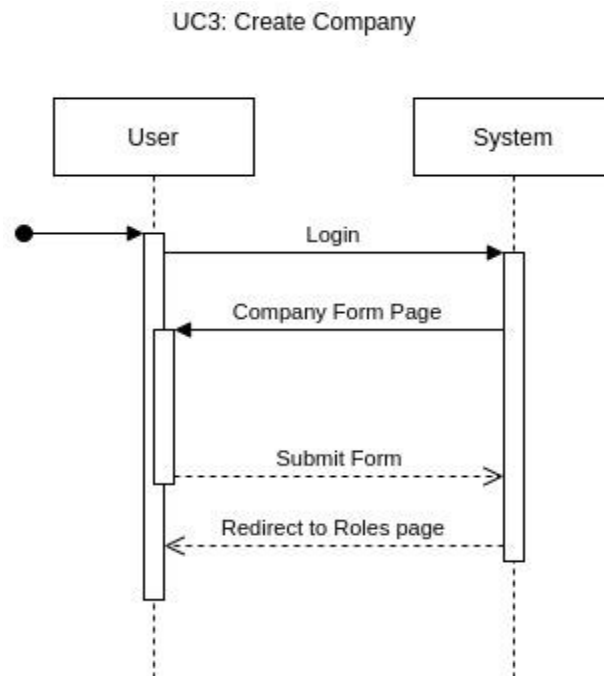 UC3: Create Company
User
System
Login
Company Form Page
Submit Form
Redirect to Roles page